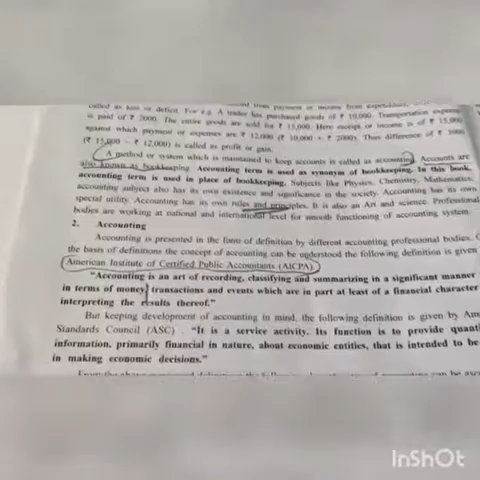 called as loss or deficit. For e.g. A trader has purchased goods of ₹ 10,000. Transportation expense
is paid of ₹ 2000. The entire goods are sold for ₹ 15,000. Here receipt or income is of ₹ 15,000
against which payment or expenses are ₹ 12,000 (₹ 10,000 + ₹ 2000). Thus difference of ₹ 3000
(₹ 15,000 - ₹ 12,000) is called as profit or gain.
A method or system which is maintained to keep accounts is called as accounting. Accounts are
also known as bookkeeping Accounting term is used as synonym of bookkeeping. In this book,
accounting term is used in place of bookkeeping. Subjects like Physics, Chemistry, Mathematics,
accounting subject also has its own existence and significance in the society. Accounting has its own
special utility. Accounting has its own rules and principles. It is also an Art and science. Professional
bodies are working at national and international level for smooth functioning of accounting system.
2. Accounting
Accounting is presented in the form of definition by different accounting professional bodies. O
the basis of definitions the concept of accounting can be understood the following definition is given
American Institute of Certified Public Accountants (AICPA)
"Accounting is an art of recording, classifying and summarizing in a significant manner
in terms of money, transactions and events which are in part at least of a financial character
interpreting the results thereof."
But keeping development of accounting in mind, the following definition is given by Am
Standards Council (ASC) . "It is a service activity. Its function is to provide quanti
information, primarily financial in nature, about economic entities, that is intended to be
in making economic decisions."
InShOt